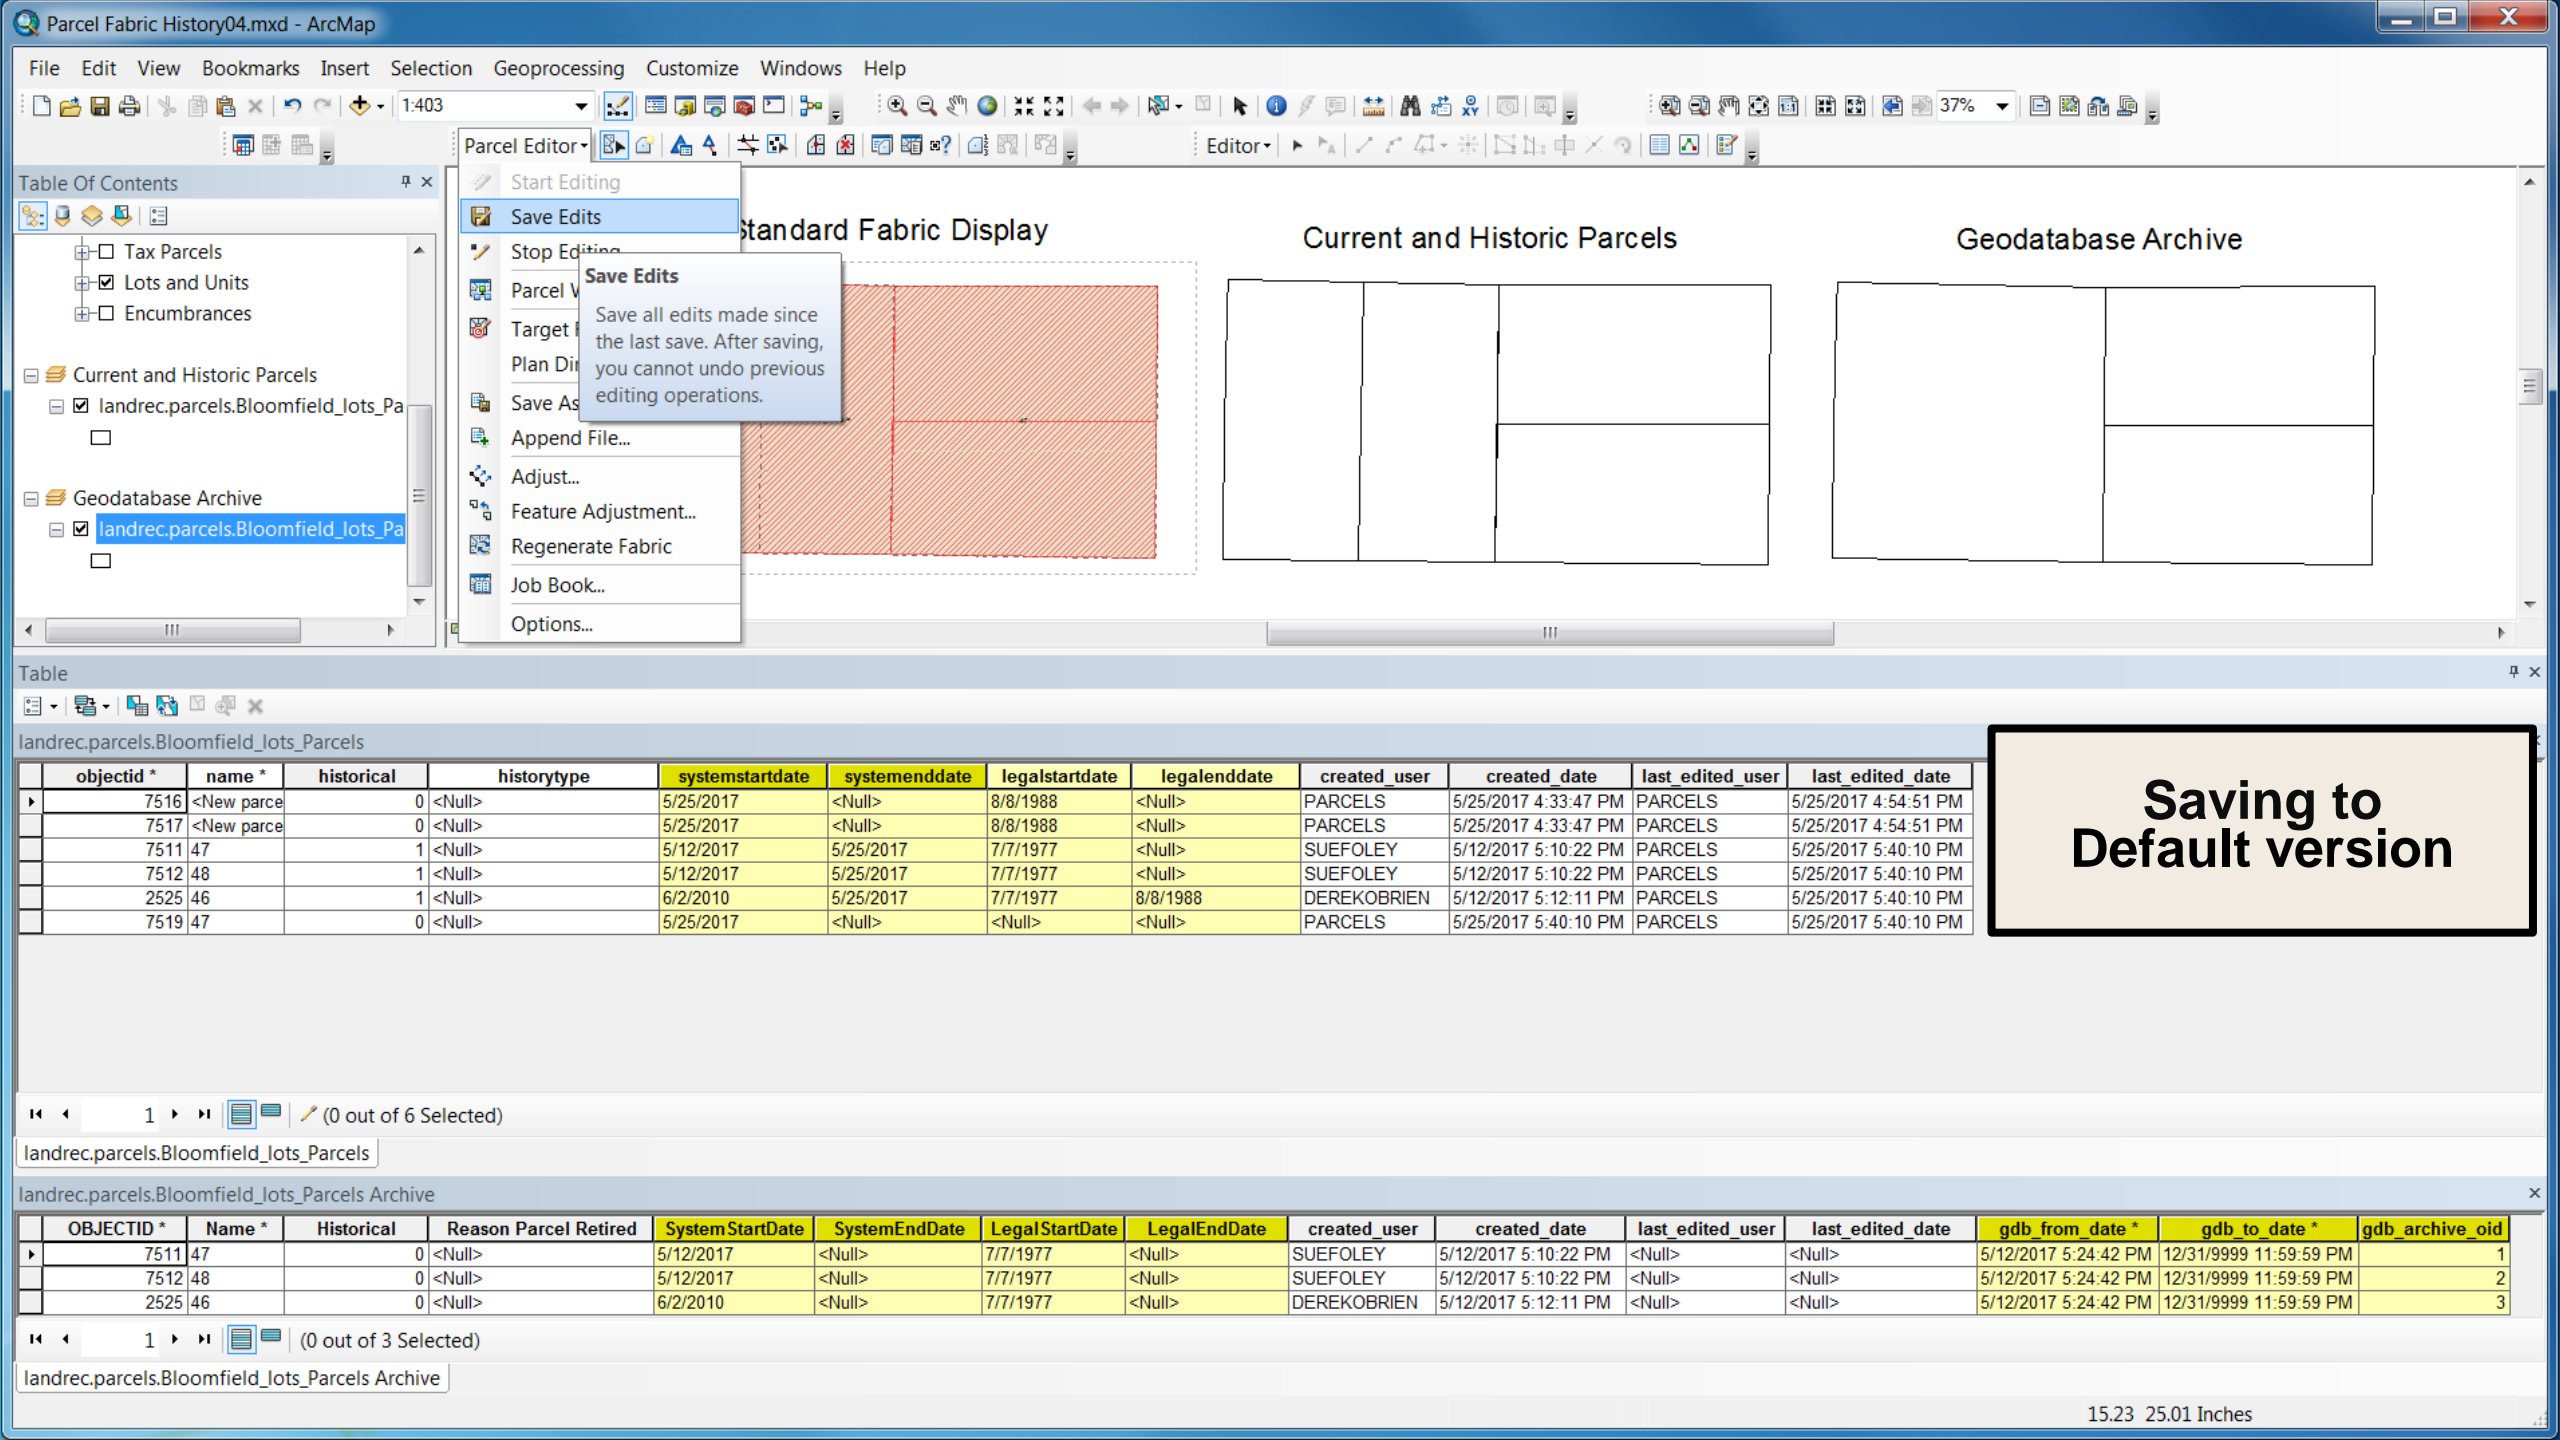 Parcel Fabric History04.mxd - ArcMap
File Edit View Bookmarks Insert Selection Geoprocessing Customize Windows Help
1:403
37%
Parcel Editor
Editor
Table Of Contents
Tax Parcels
Lots and Units
Encumbrances
Current and Historic Parcels
landrec.parcels.Bloomfield_lots_Pa
Geodatabase Archive
landrec.parcels.Bloomfield_lots_Pa
Start Editing
Save Edits
Stop Editing
Parcel
Target
Plan
Save As
Append File...
Adjust...
Feature Adjustment...
Regenerate Fabric
Job Book...
Options...
Save Edits
Save all edits made since
the last save. After saving,
you cannot undo previous
editing operations.
Standard Fabric Display
Current and Historic Parcels
Geodatabase Archive
47
Table
landrec.parcels.Bloomfield_lots_Parcels
objectid * name * historical historytype systemstartdate systemenddate legalstartdate legalenddate created_user created_date last_edited_user last_edited_date
7516 <New parce 0 <Null> 5/25/2017 <Null> 8/8/1988 <Null> PARCELS 5/25/2017 4:33:47 PM PARCELS 5/25/2017 4:54:51 PM
7517 <New parce 0 <Null> 5/25/2017 <Null> 8/8/1988 <Null> PARCELS 5/25/2017 4:33:47 PM PARCELS 5/25/2017 4:54:51 PM
7511 47 1 <Null> 5/12/2017 5/25/2017 7/7/1977 <Null> SUEFOLEY 5/12/2017 5:10:22 PM PARCELS 5/25/2017 5:40:10 PM
7512 48 1 <Null> 5/12/2017 5/25/2017 7/7/1977 <Null> SUEFOLEY 5/12/2017 5:10:22 PM PARCELS 5/25/2017 5:40:10 PM
2525 46 1 <Null> 6/2/2010 5/25/2017 7/7/1977 8/8/1988 DEREKOBRIEN 5/12/2017 5:12:11 PM PARCELS 5/25/2017 5:40:10 PM
7519 47 0 <Null> 5/25/2017 <Null> <Null> <Null> PARCELS 5/25/2017 5:40:10 PM PARCELS 5/25/2017 5:40:10 PM
Saving to
Default version
1 (0 out of 6 Selected)
landrec.parcels.Bloomfield_lots_Parcels
landrec.parcels.Bloomfield_lots_Parcels Archive
OBJECTID * Name * Historical Reason Parcel Retired SystemStartDate SystemEndDate LegalStartDate LegalEndDate created_user created_date last_edited_user last_edited_date gdb_from_date * gdb_to_date * gdb_archive_oid
7511 47 0 <Null> 5/12/2017 <Null> 7/7/1977 <Null> SUEFOLEY 5/12/2017 5:10:22 PM <Null> <Null> 5/12/2017 5:24:42 PM 12/31/9999 11:59:59 PM 1
7512 48 0 <Null> 5/12/2017 <Null> 7/7/1977 <Null> SUEFOLEY 5/12/2017 5:10:22 PM <Null> <Null> 5/12/2017 5:24:42 PM 12/31/9999 11:59:59 PM 2
2525 46 0 <Null> 6/2/2010 <Null> 7/7/1977 <Null> DEREKOBRIEN 5/12/2017 5:12:11 PM <Null> <Null> 5/12/2017 5:24:42 PM 12/31/9999 11:59:59 PM 3
1 (0 out of 3 Selected)
landrec.parcels.Bloomfield_lots_Parcels Archive
15.23 25.01 Inches